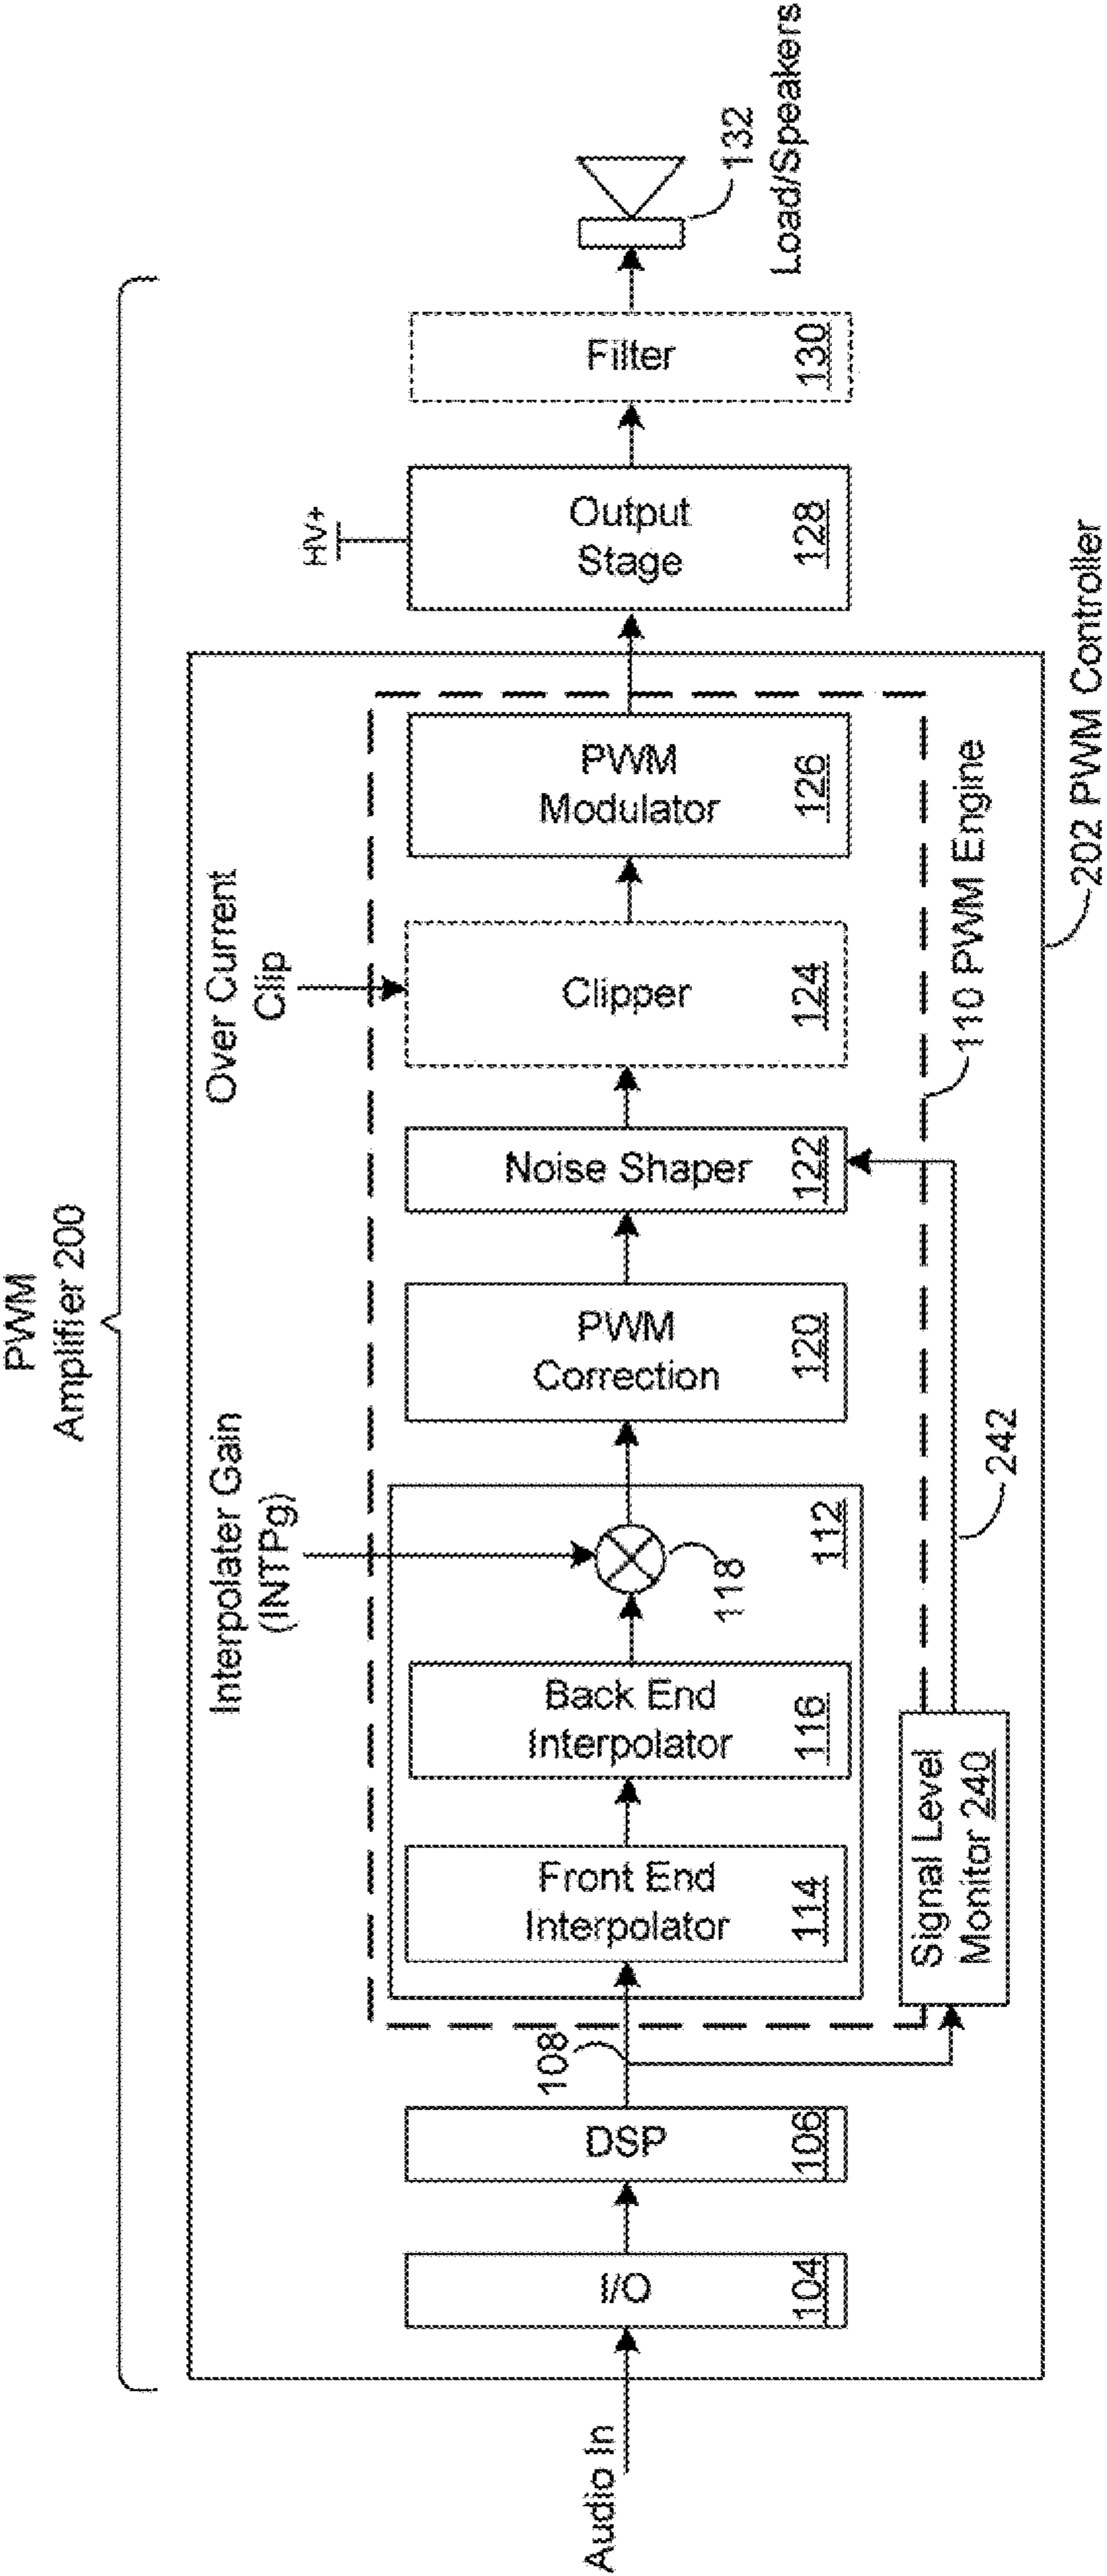 PWM
Amplifier 200
Audio In
I/O
104
DSP
106
108
Front End
Interpolator
114
Back End
Interpolator
116
118
112
Interpolater Gain
(INTPg)
PWM
Correction
120
Noise Shaper
122
Over Current
Clip
Clipper
124
PWM
Modulator
126
HV+
Output
Stage
128
Filter
130
132
Load/Speakers
Signal Level
Monitor 240
242
110 PWM Engine
202 PWM Controller